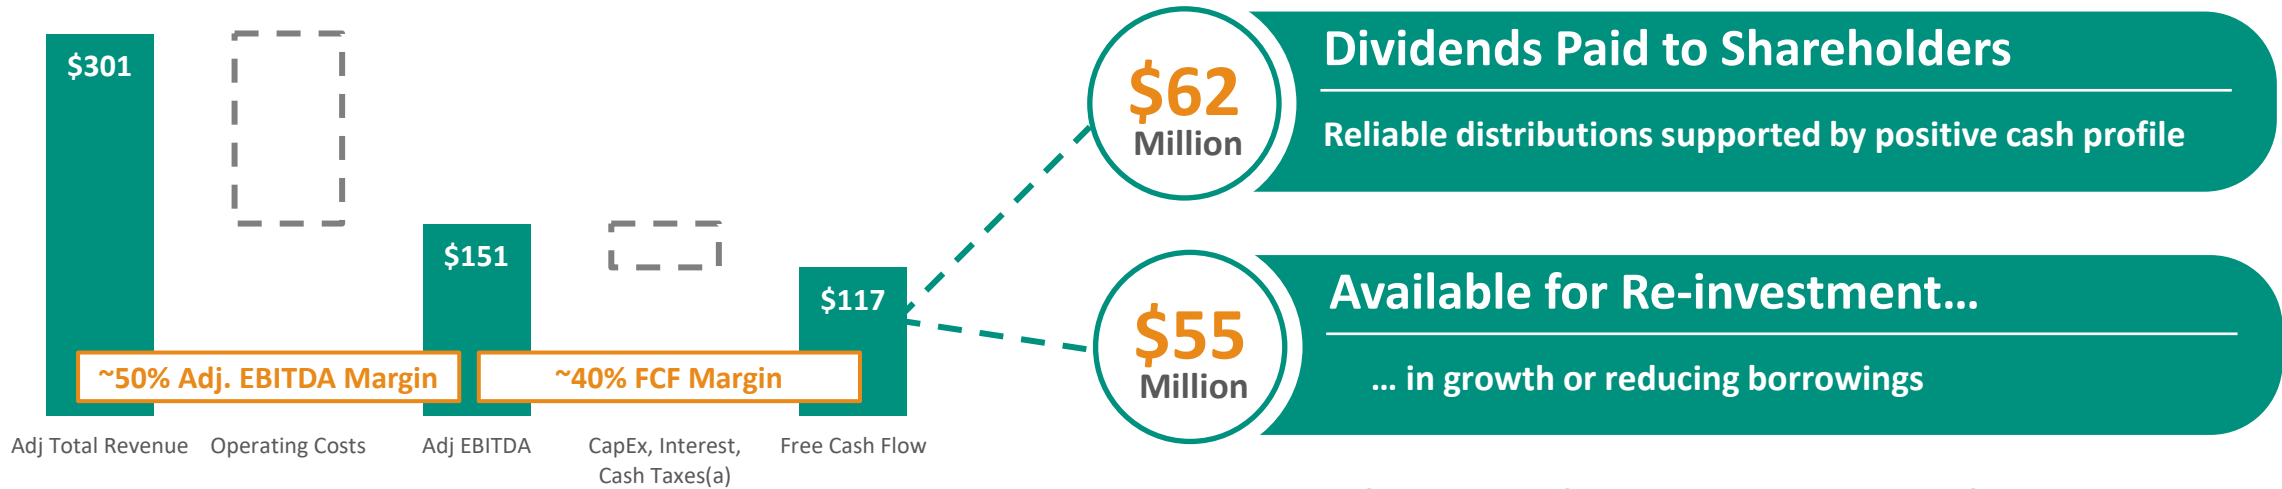 $301
$151
$117
~50% Adj. EBITDA Margin
~40% FCF Margin
Adj Total Revenue
Operating Costs
Adj EBITDA
CapEx, Interest,
Cash Taxes(a)
Free Cash Flow
$62
Million
Dividends Paid to Shareholders
Reliable distributions supported by positive cash profile
$55
Million
Available for Re-investment…
… in growth or reducing borrowings